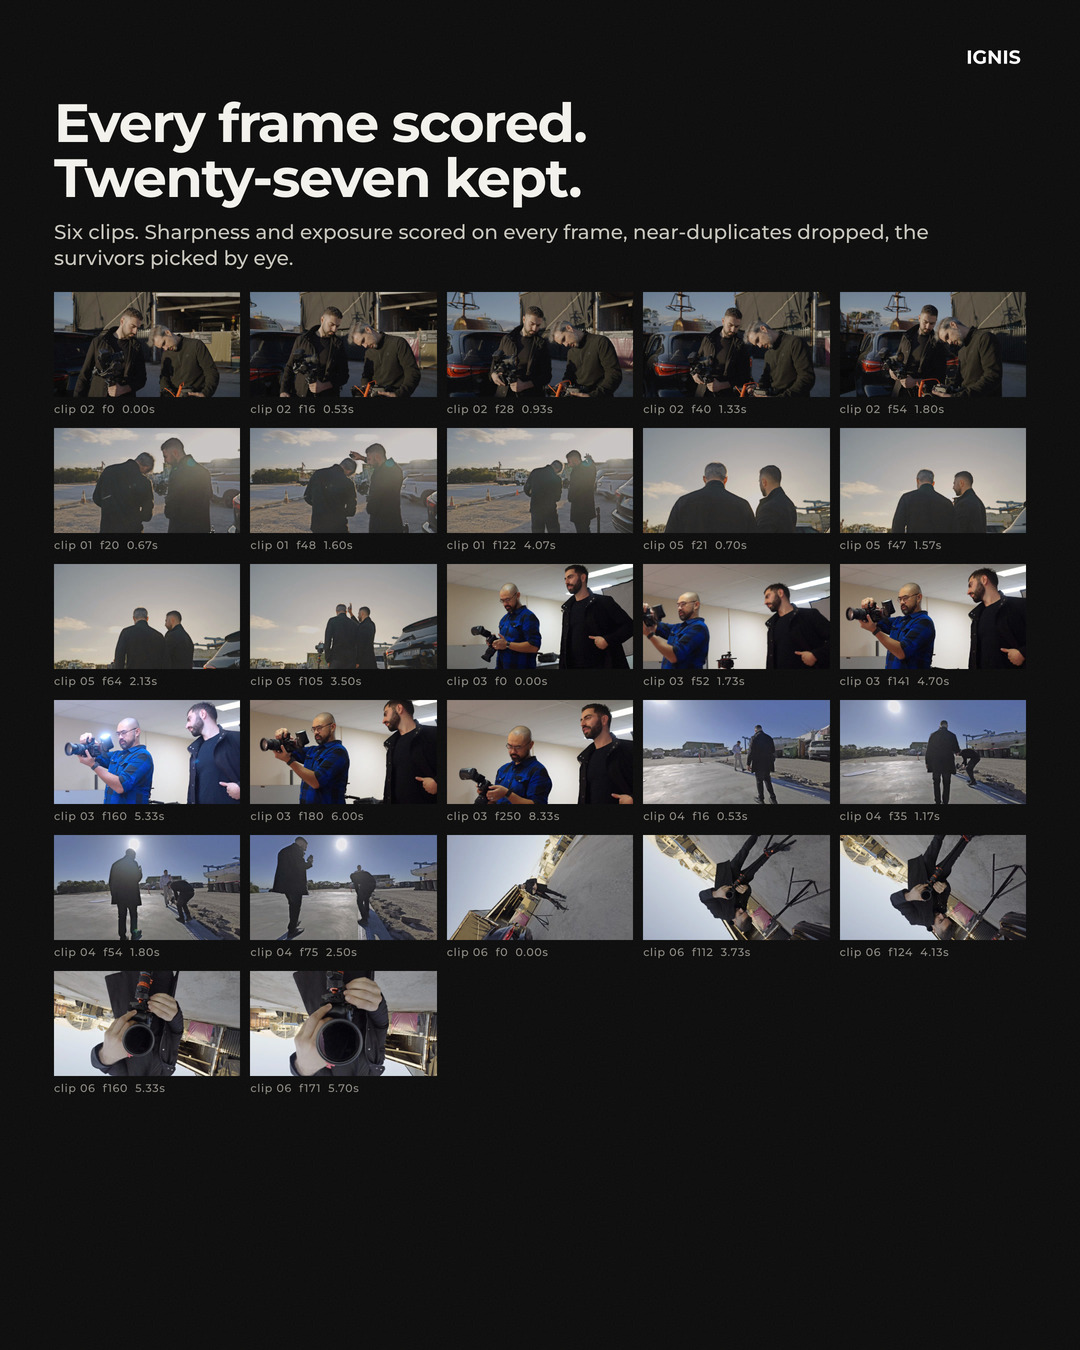 IGNIS
Every frame scored.
Twenty-seven kept.
Six clips. Sharpness and exposure scored on every frame, near-duplicates dropped, the
survivors picked by eye.
clip 02 f0 0.00s
clip 02 f16 0.53s
clip 02 f28 0.93s
clip 02 f40 1.33s
clip 02 f54 1.80s
clip 01 f20 0.67s
clip 01 f48 1.60s
clip 01 f122 4.07s
clip 05 f21 0.70s
clip 05 f47 1.57s
clip 05 f64 2.13s
clip 05 f105 3.50s
clip 03 f0 0.00s
clip 03 f52 1.73s
clip 03 f141 4.70s
clip 03 f160 5.33s
clip 03 f180 6.00s
clip 03 f250 8.33s
clip 04 f16 0.53s
clip 04 f35 1.17s
clip 04 f54 1.80s
clip 04 f75 2.50s
clip 06 f0 0.00s
clip 06 f112 3.73s
clip 06 f124 4.13s
clip 06 f160 5.33s
clip 06 f171 5.70s